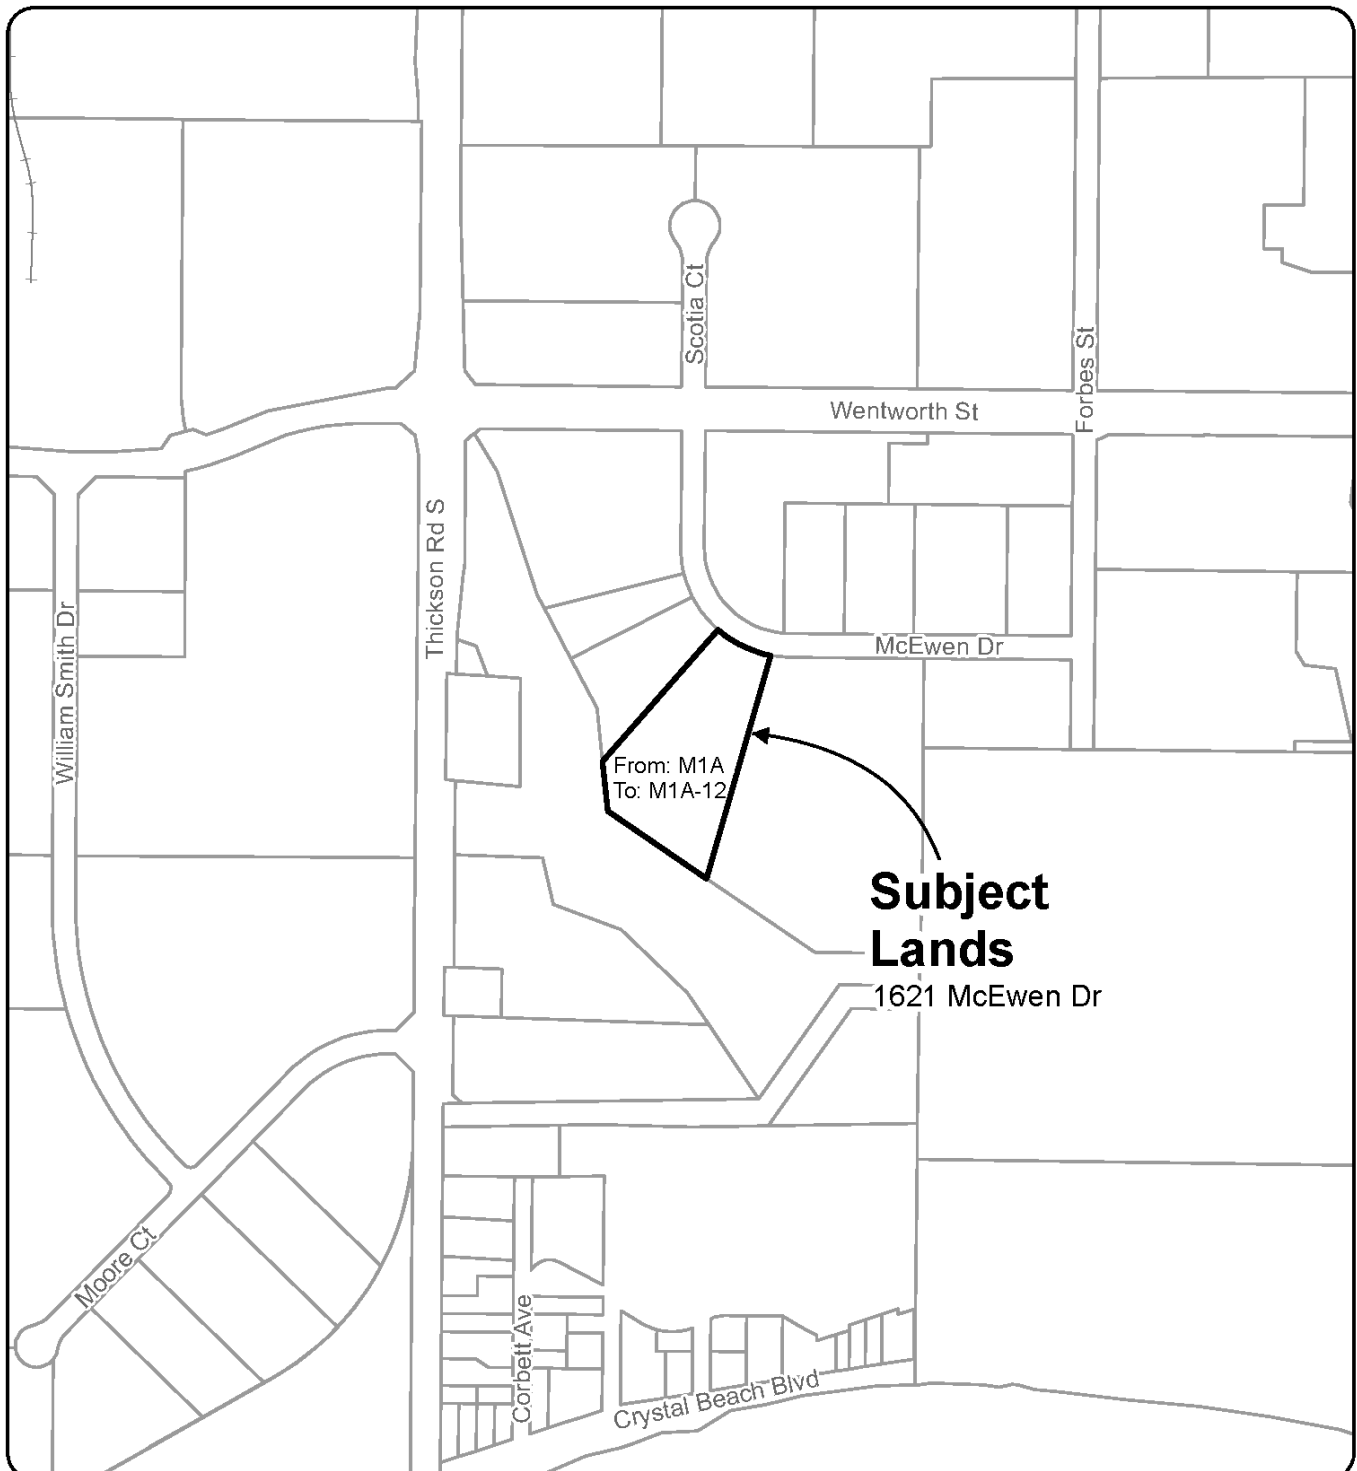 Scotia Ct
Forbes St
Wentworth St
Thickson Rd S
William Smith Dr
McEwen Dr
From: M1A
To: M1A-12
Subject
Lands
1621 McEwen Dr
Moore Ct
Corbett Ave
Crystal Beach Blvd